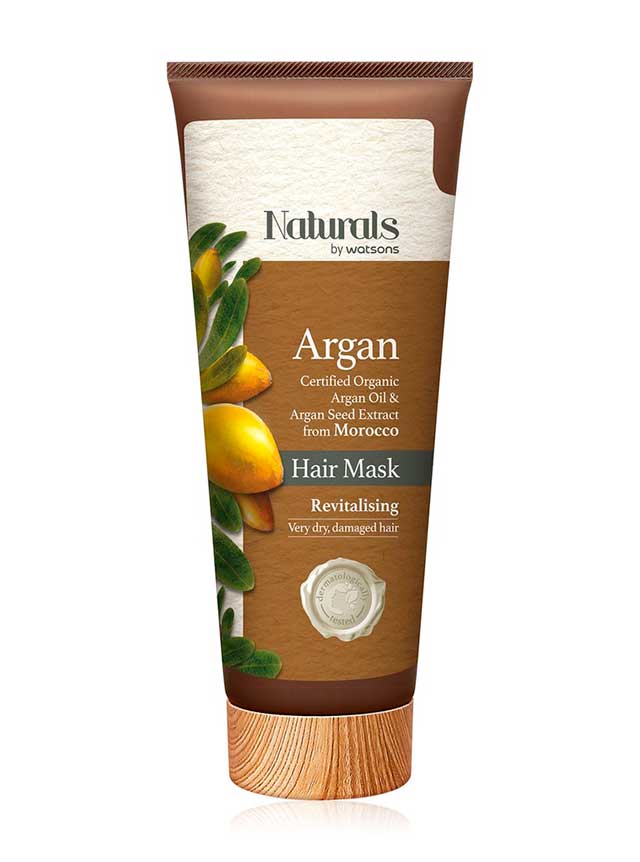 Naturals
by watsons
Argan
Certified Organic
Argan Oil &
Argan Seed Extract
from Morocco
Hair Mask
Revitalising
Very dry, damaged hair
dermatologically
tested